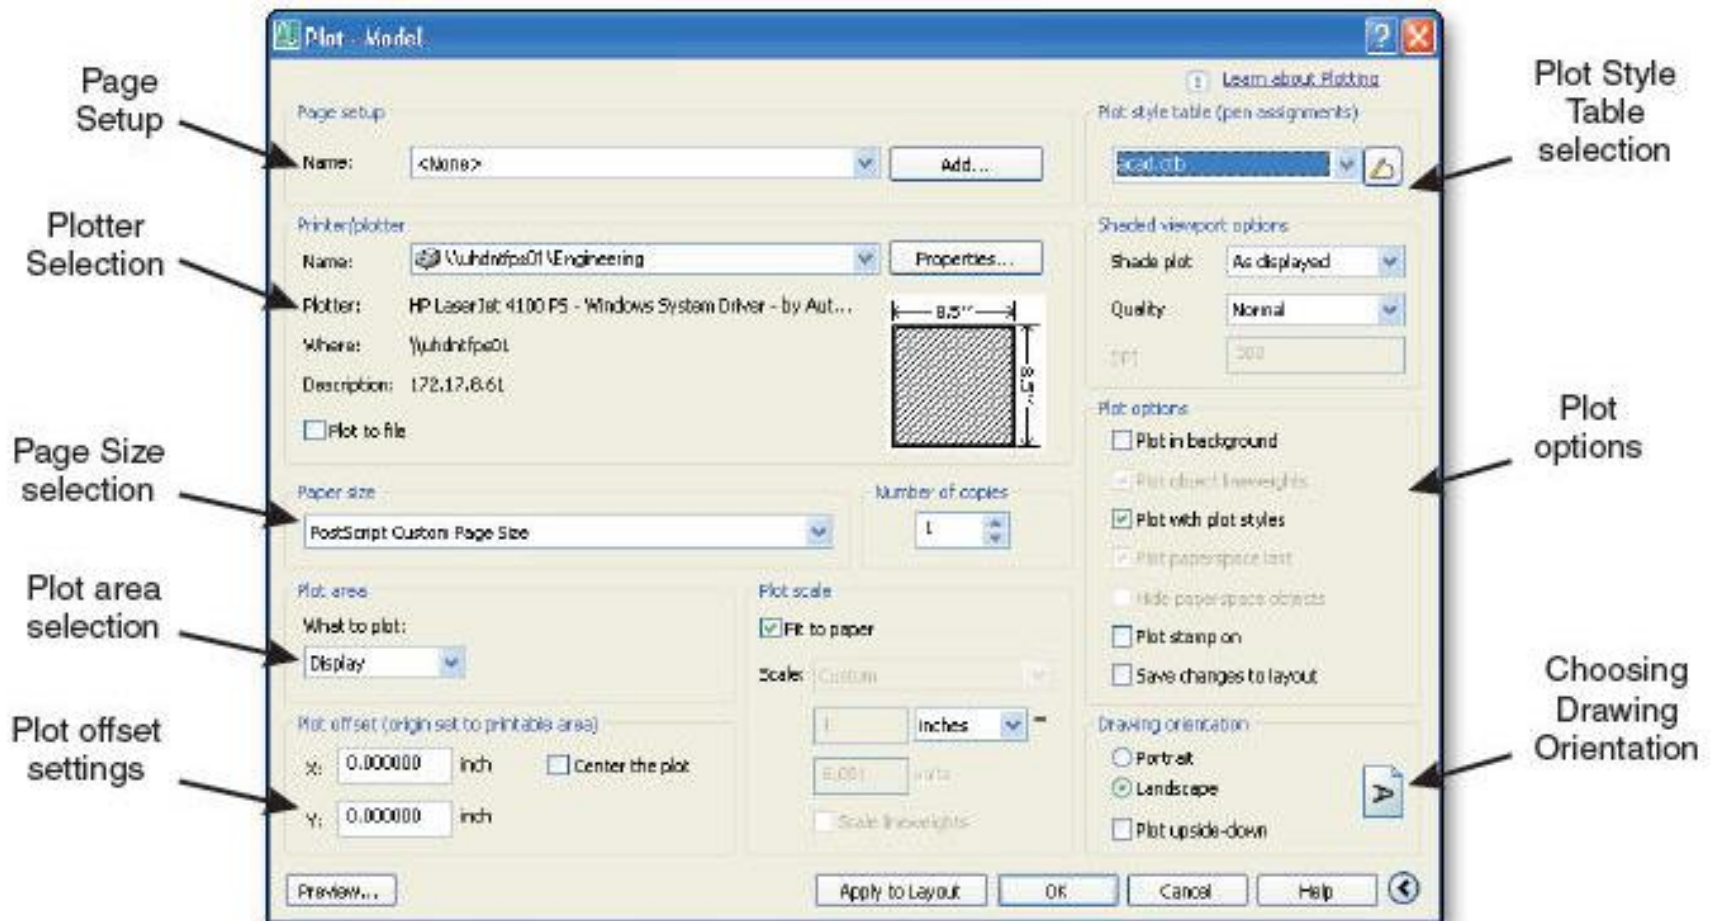 Plot - Model
Learn about Plotting
Page
Setup
Page setup
Name:
<None>
Add...
Plot style table (pen assignments)
acad.ctb
Plot Style
Table
selection
Plotter
Selection
Printer/plotter
Name:
\\uhdntfps01\Engineering
Properties...
Plotter:
HP LaserJet 4100 PS - Windows System Driver - by Aut...
Where:
\\uhdntfps01
Description:
172.17.8.61
Plot to file
8.5''
8.5''
Shaded viewport options
Shade plot
As displayed
Quality
Normal
DPI
300
Page Size
selection
Paper size
PostScript Custom Page Size
Number of copies
1
Plot options
Plot in background
Plot object lineweights
Plot with plot styles
Plot paperspace last
Hide paperspace objects
Plot stamp on
Save changes to layout
Plot
options
Plot area
selection
Plot area
What to plot:
Display
Plot scale
Fit to paper
Scale:
Custom
1
inches
=
units
Scale lineweights
Plot offset
settings
Plot offset (origin set to printable area)
X:
0.000000
inch
Center the plot
Y:
0.000000
inch
Drawing orientation
Portrait
Landscape
Plot upside-down
A
Choosing
Drawing
Orientation
Preview...
Apply to Layout
OK
Cancel
Help